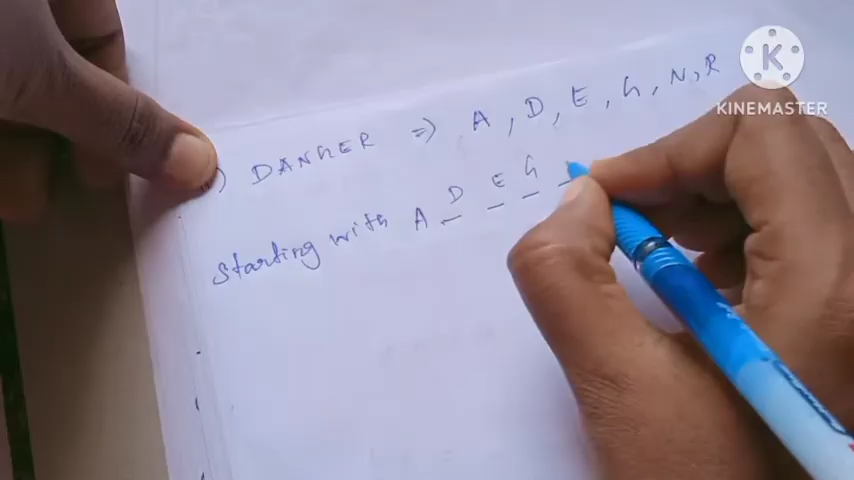 ) DANGER => A, D, E, G, N, R
D E G
starting with A _ _ _ _
KINEMASTER